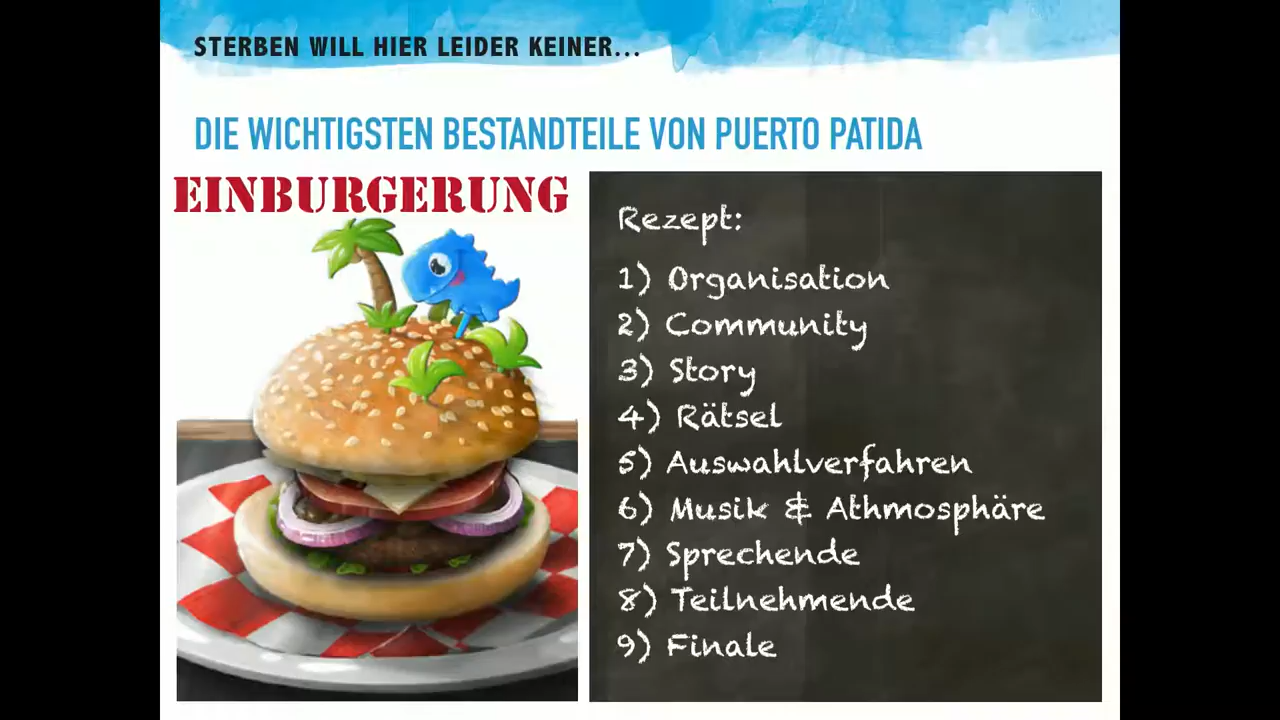 STERBEN WILL HIER LEIDER KEINER...
DIE WICHTIGSTEN BESTANDTEILE VON PUERTO PATIDA
EINBURGERUNG
Rezept:
1) Organisation
2) Community
3) Story
4) Rätsel
5) Auswahlverfahren
6) Musik & Athmosphäre
7) Sprechende
8) Teilnehmende
9) Finale